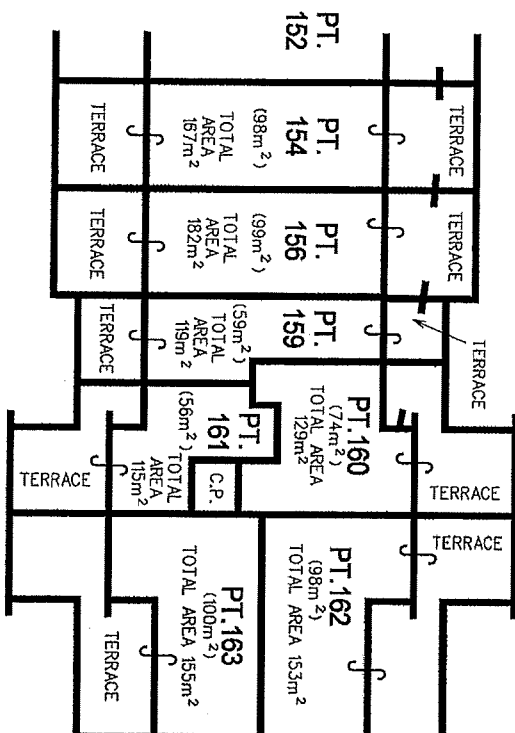 PT.
152
TERRACE
PT.
154
(98m²)
TOTAL
AREA
167m²
TERRACE
TERRACE
PT.
156
(99m²)
TOTAL
AREA
182m²
TERRACE
TERRACE
PT.
159
(59m²)
TOTAL
AREA
119m²
TERRACE
PT.160
(74m²)
TOTAL AREA
129m²
TERRACE
PT.
161
(56m²)
TOTAL
AREA
115m²
C.P.
TERRACE
TERRACE
PT.162
(98m²)
TOTAL AREA 153m²
PT.163
(100m²)
TOTAL AREA 155m²
TERRACE